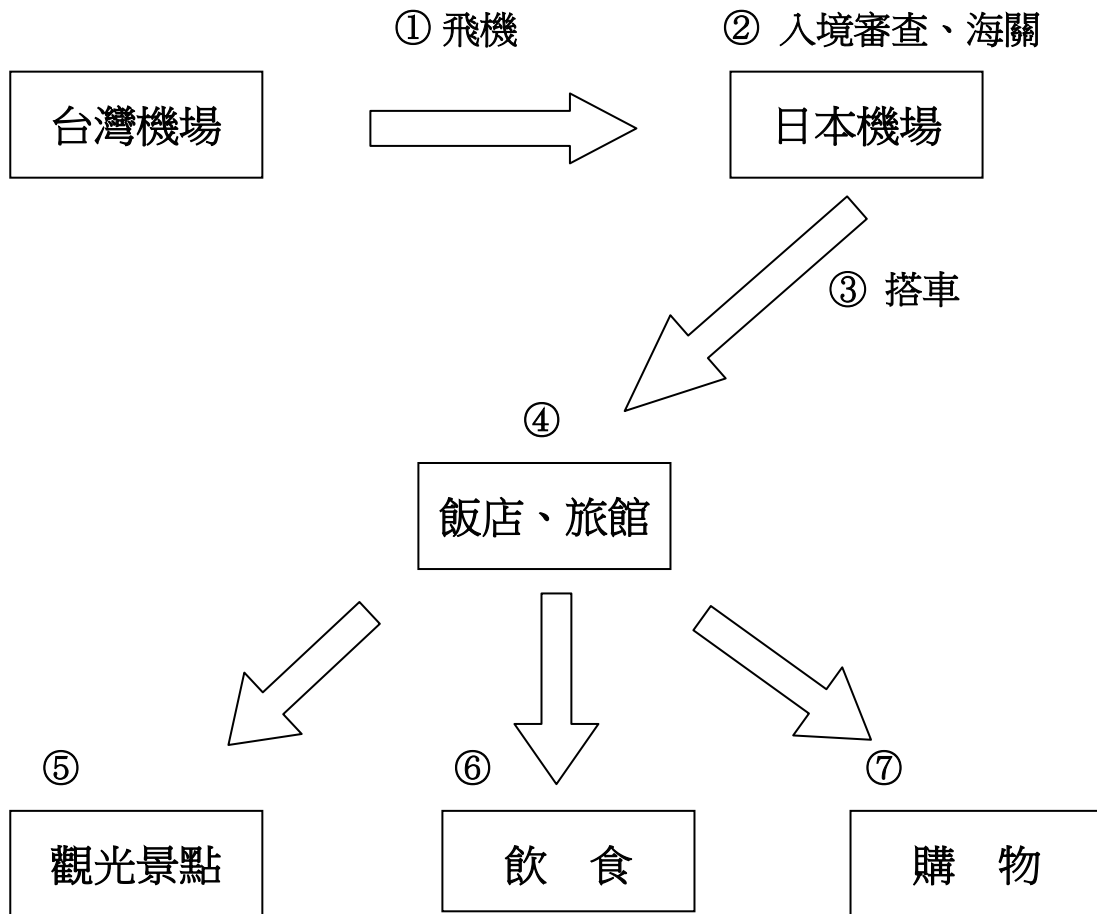 ① 飛機
② 入境審查、海關
台灣機場
日本機場
③ 搭車
④
飯店、旅館
⑤
⑥
⑦
觀光景點
飲 食
購 物